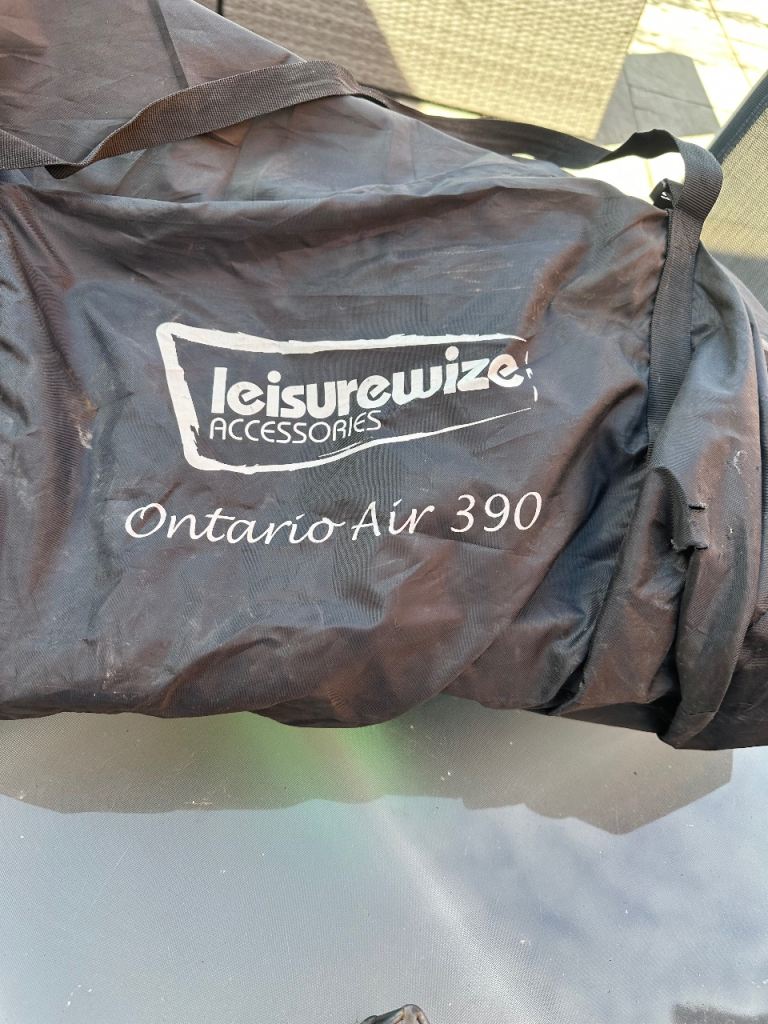 leisurewize
ACCESSORIES
Ontario Air 390